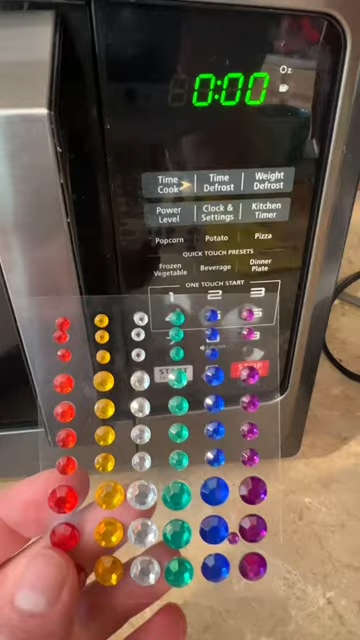 0:00
Oz
Time Cook
Time Defrost
Weight Defrost
Power Level
Clock & Settings
Kitchen Timer
Popcorn
Potato
Pizza
QUICK TOUCH PRESETS
Frozen Vegetable
Beverage
Dinner Plate
ONE TOUCH START
1 2 3